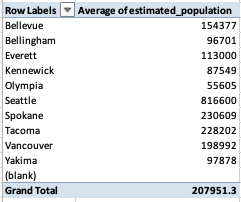 Row Labels Average of estimated_population
Bellevue 154377
Bellingham 96701
Everett 113000
Kennewick 87549
Olympia 55605
Seattle 816600
Spokane 230609
Tacoma 228202
Vancouver 198992
Yakima 97878
(blank)
Grand Total 207951.3